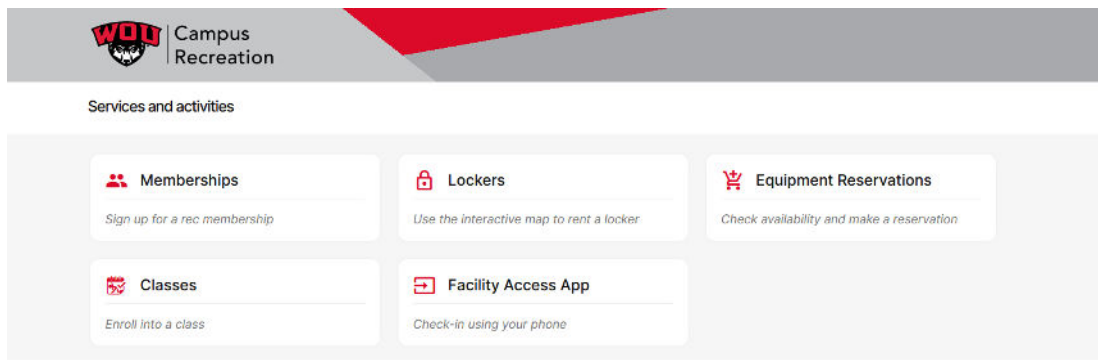 WOU
Campus
Recreation
Services and activities
Memberships
Sign up for a rec membership
Lockers
Use the interactive map to rent a locker
Equipment Reservations
Check availability and make a reservation
Classes
Enroll into a class
Facility Access App
Check-in using your phone